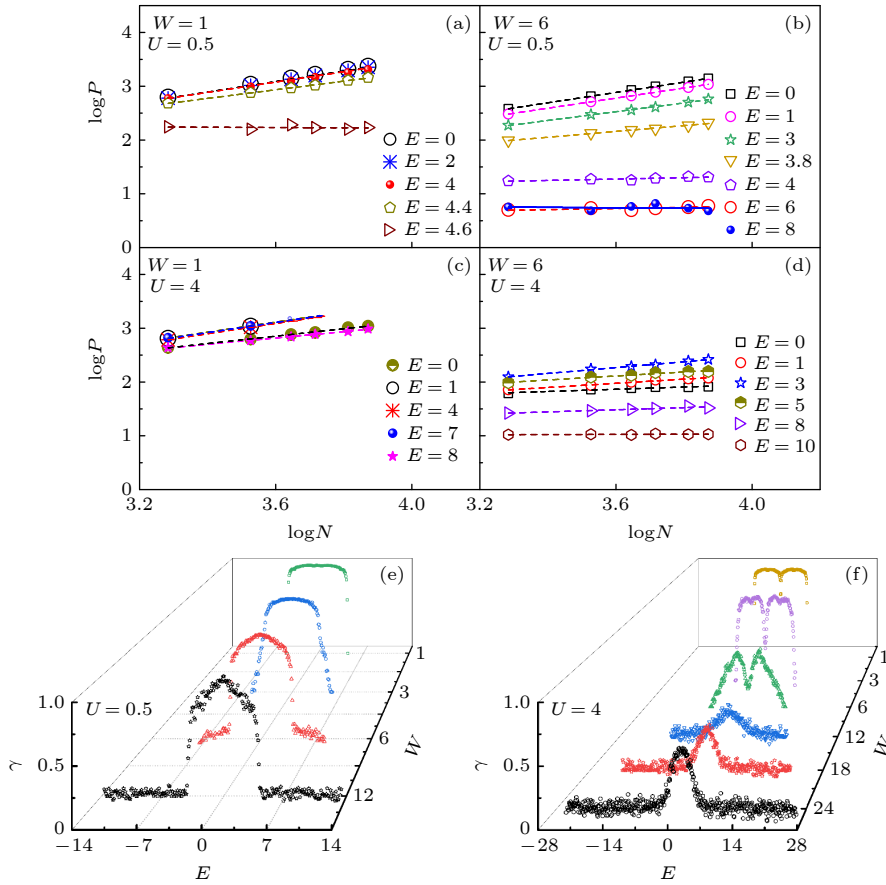 W = 1
U = 0.5
(a)
logP
4
3
2
1
0
E = 0
E = 2
E = 4
E = 4.4
E = 4.6
W = 6
U = 0.5
(b)
E = 0
E = 1
E = 3
E = 3.8
E = 4
E = 6
E = 8
W = 1
U = 4
(c)
logP
4
3
2
1
0
E = 0
E = 1
E = 4
E = 7
E = 8
3.2
3.6
4.0
logN
W = 6
U = 4
(d)
E = 0
E = 1
E = 3
E = 5
E = 8
E = 10
3.2
3.6
4.0
logN
(e)
U = 0.5
γ
1.0
0.5
0
−14
−7
0
7
14
E
1
3
6
12
W
(f)
U = 4
γ
1.0
0.5
0
−28
−14
0
14
28
E
1
3
6
12
18
24
W